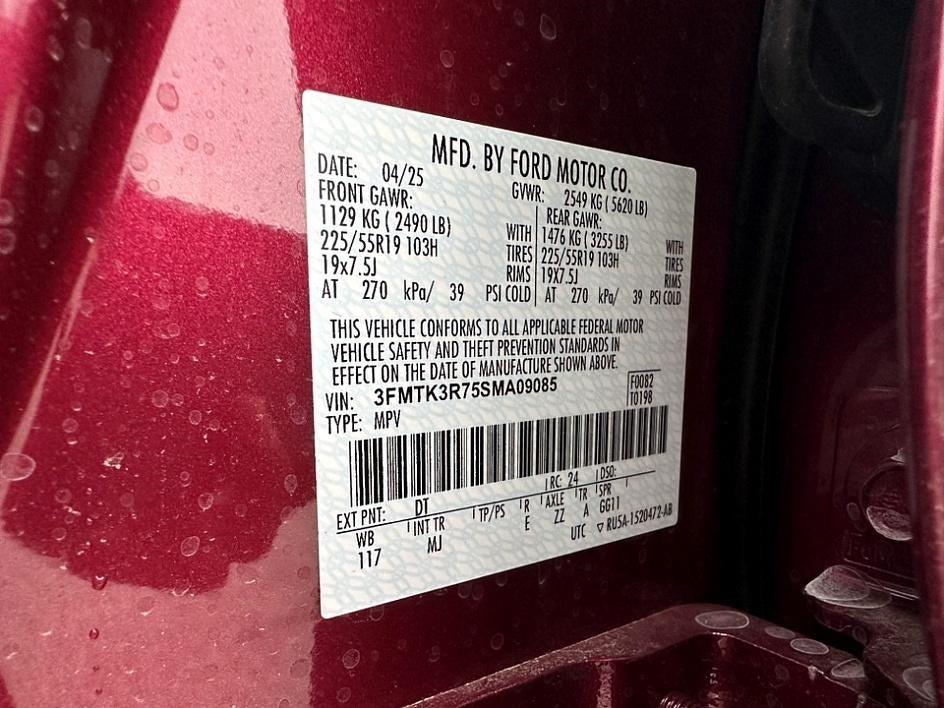 MFD. BY FORD MOTOR CO.
DATE: 04/25 GVWR: 2549 KG ( 5620 LB)
FRONT GAWR: REAR GAWR:
1129 KG ( 2490 LB) WITH 1476 KG ( 3255 LB) WITH
225/55R19 103H TIRES 225/55R19 103H TIRES
19x7.5J RIMS 19X7.5J RIMS
AT 270 kPa/ 39 PSI COLD AT 270 kPa/ 39 PSI COLD
THIS VEHICLE CONFORMS TO ALL APPLICABLE FEDERAL MOTOR
VEHICLE SAFETY AND THEFT PREVENTION STANDARDS IN
EFFECT ON THE DATE OF MANUFACTURE SHOWN ABOVE.
VIN: 3FMTK3R75SMA09085 F0082
TYPE: MPV T0198
EXT PNT: DT RC: 24 DSO:
WB INT TR TP/PS R AXLE TR SPR
117 MJ E ZZ A GG11
UTC ▽ RU5A-1520472-AB